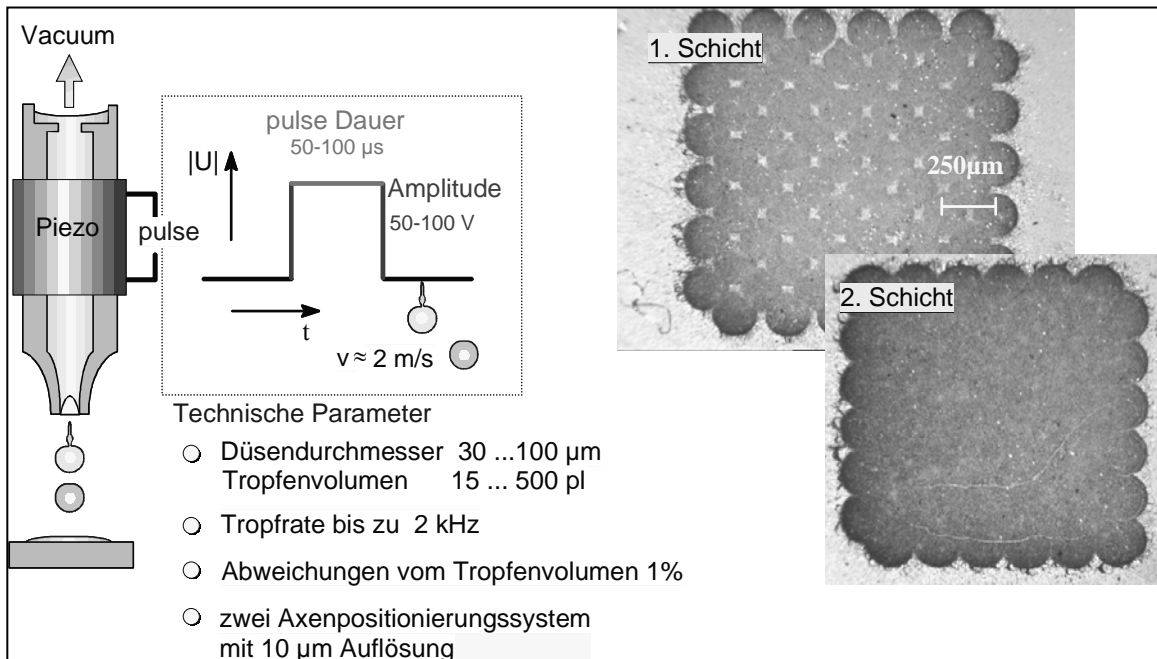 Vacuum
Piezo
pulse
pulse Dauer
50-100 µs
|U|
Amplitude
50-100 V
t
v ≈ 2 m/s
Technische Parameter
Düsendurchmesser 30 ...100 µm
Tropfenvolumen 15 ... 500 pl
Tropfrate bis zu 2 kHz
Abweichungen vom Tropfenvolumen 1%
zwei Axenpositionierungssystem
mit 10 µm Auflösung
1. Schicht
250µm
2. Schicht